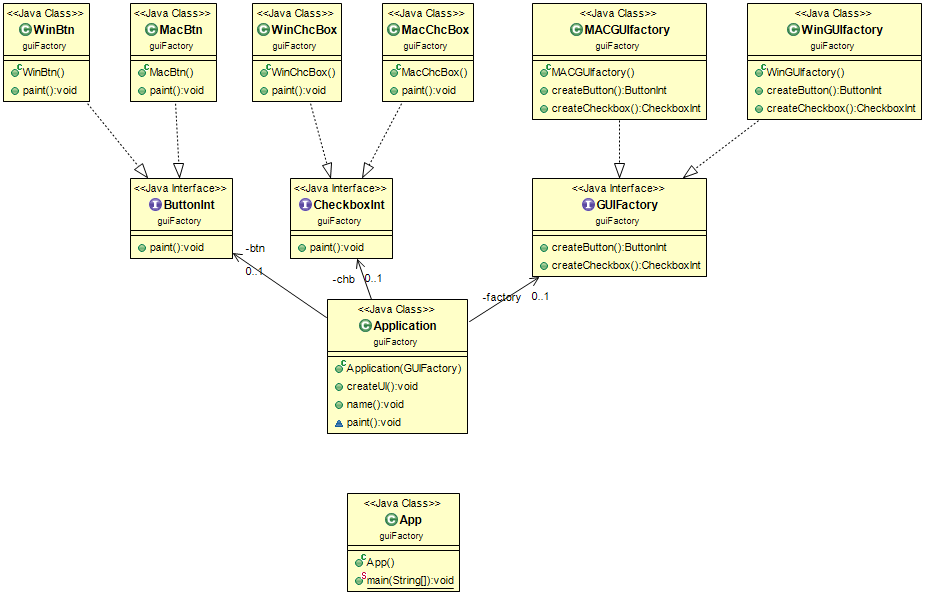 <<Java Class>>
WinBtn
guiFactory
WinBtn()
paint():void
<<Java Class>>
MacBtn
guiFactory
MacBtn()
paint():void
<<Java Class>>
WinChcBox
guiFactory
WinChcBox()
paint():void
<<Java Class>>
MacChcBox
guiFactory
MacChcBox()
paint():void
<<Java Class>>
MACGUIfactory
guiFactory
MACGUIfactory()
createButton():ButtonInt
createCheckbox():CheckboxInt
<<Java Class>>
WinGUIfactory
guiFactory
WinGUIfactory()
createButton():ButtonInt
createCheckbox():CheckboxInt
<<Java Interface>>
ButtonInt
guiFactory
paint():void
<<Java Interface>>
CheckboxInt
guiFactory
paint():void
<<Java Interface>>
GUIFactory
guiFactory
createButton():ButtonInt
createCheckbox():CheckboxInt
-btn
0..1
-chb 0..1
-factory 0..1
<<Java Class>>
Application
guiFactory
Application(GUIFactory)
createUI():void
name():void
paint():void
<<Java Class>>
App
guiFactory
App()
main(String[]):void